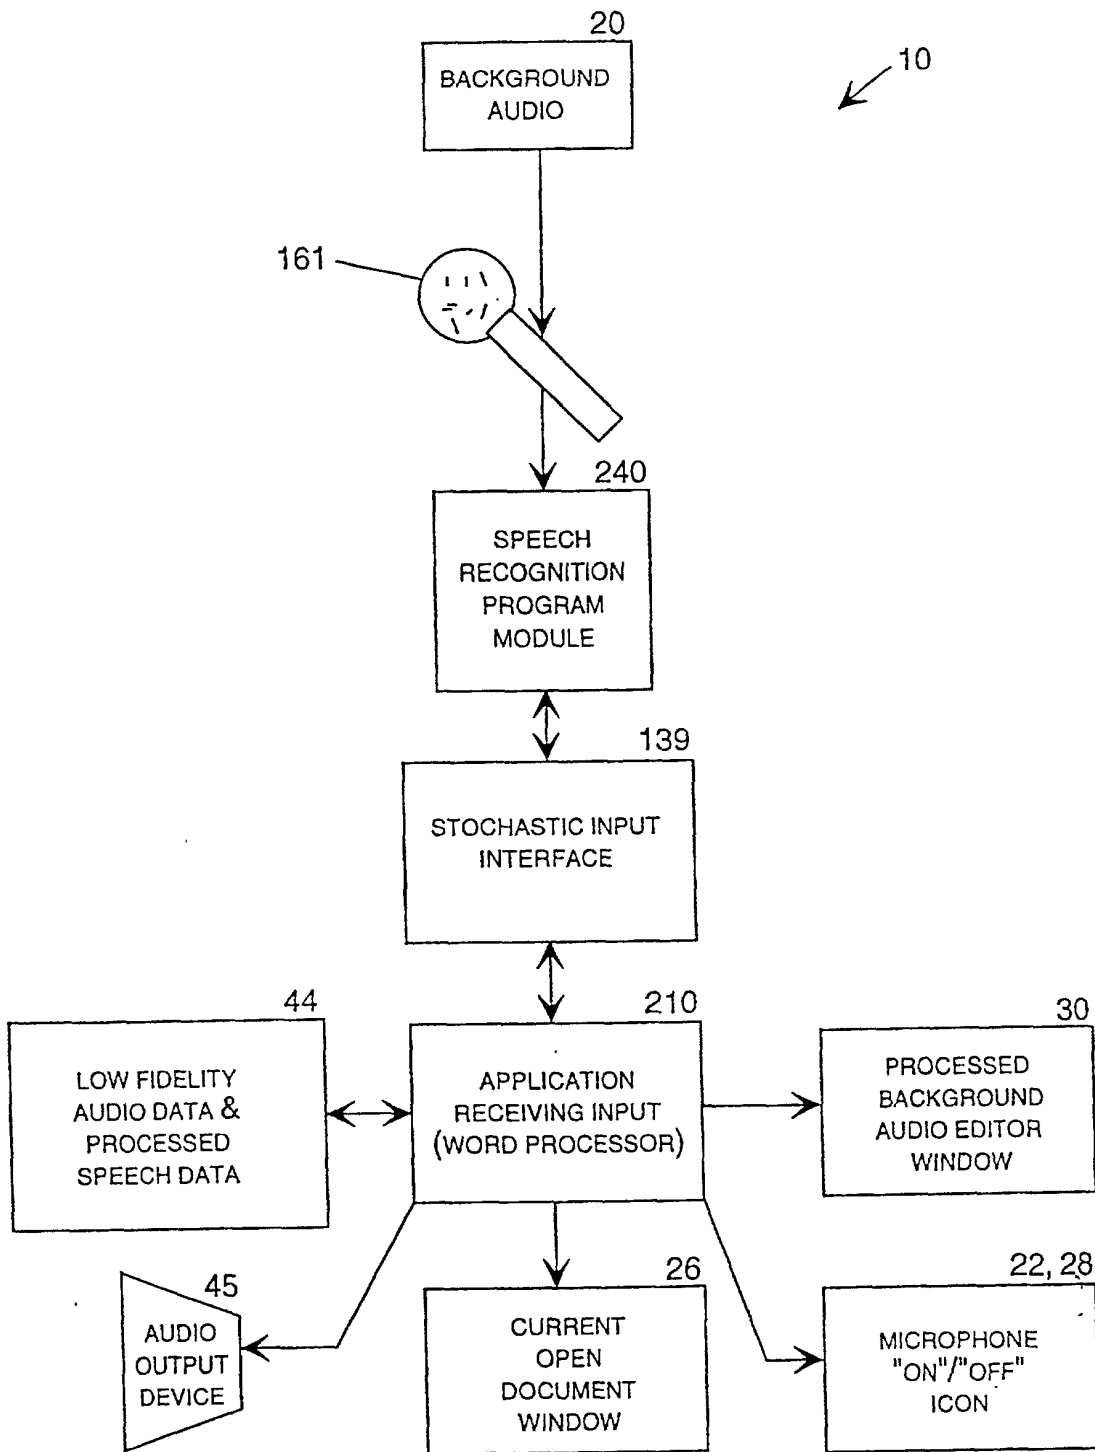 20
BACKGROUND
AUDIO
10
161
240
SPEECH
RECOGNITION
PROGRAM
MODULE
139
STOCHASTIC INPUT
INTERFACE
44
LOW FIDELITY
AUDIO DATA &
PROCESSED
SPEECH DATA
210
APPLICATION
RECEIVING INPUT
(WORD PROCESSOR)
30
PROCESSED
BACKGROUND
AUDIO EDITOR
WINDOW
45
AUDIO
OUTPUT
DEVICE
26
CURRENT
OPEN
DOCUMENT
WINDOW
22, 28
MICROPHONE
"ON"/"OFF"
ICON